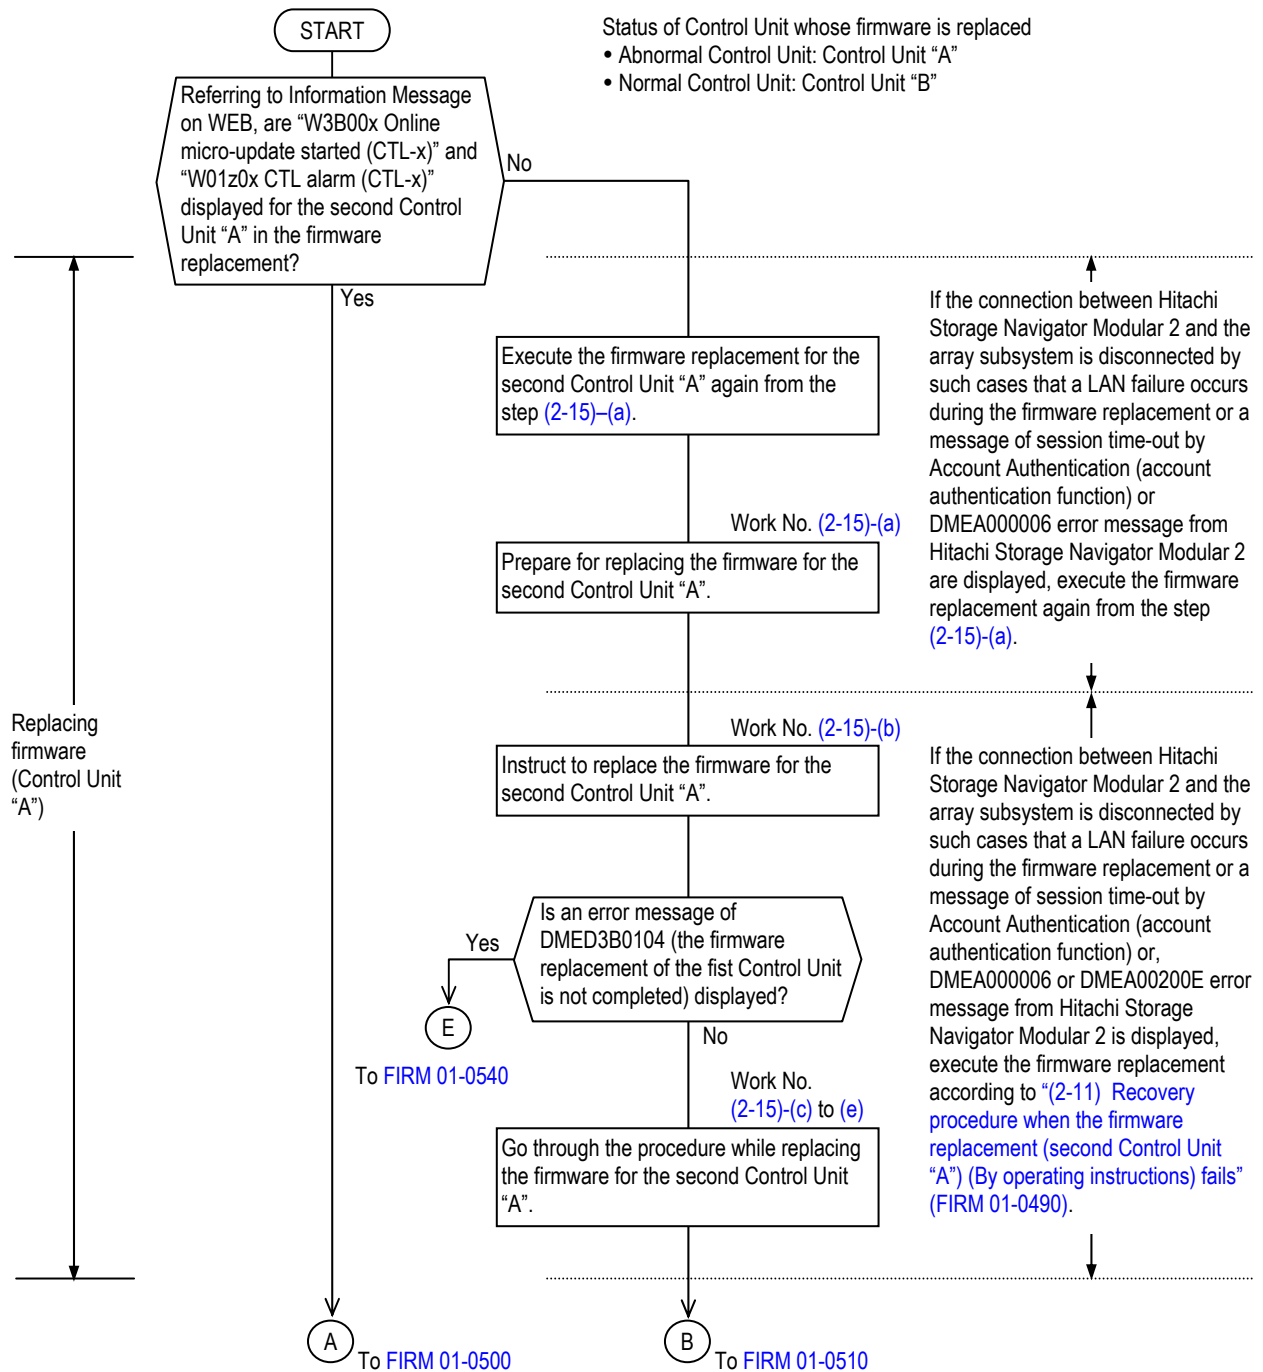 START
Status of Control Unit whose firmware is replaced
• Abnormal Control Unit: Control Unit “A”
• Normal Control Unit: Control Unit “B”
Referring to Information Message
on WEB, are “W3B00x Online
micro-update started (CTL-x)” and
“W01z0x CTL alarm (CTL-x)”
displayed for the second Control
Unit “A” in the firmware
replacement?
No
Yes
Execute the firmware replacement for the
second Control Unit “A” again from the
step (2-15)–(a).
Work No. (2-15)-(a)
Prepare for replacing the firmware for the
second Control Unit “A”.
If the connection between Hitachi
Storage Navigator Modular 2 and the
array subsystem is disconnected by
such cases that a LAN failure occurs
during the firmware replacement or a
message of session time-out by
Account Authentication (account
authentication function) or
DMEA000006 error message from
Hitachi Storage Navigator Modular 2
are displayed, execute the firmware
replacement again from the step
(2-15)-(a).
Replacing
firmware
(Control Unit
“A”)
Work No. (2-15)-(b)
Instruct to replace the firmware for the
second Control Unit “A”.
Is an error message of
DMED3B0104 (the firmware
replacement of the fist Control Unit
is not completed) displayed?
Yes
E
To FIRM 01-0540
No
Work No.
(2-15)-(c) to (e)
Go through the procedure while replacing
the firmware for the second Control Unit
“A”.
If the connection between Hitachi
Storage Navigator Modular 2 and the
array subsystem is disconnected by
such cases that a LAN failure occurs
during the firmware replacement or a
message of session time-out by
Account Authentication (account
authentication function) or,
DMEA000006 or DMEA00200E error
message from Hitachi Storage
Navigator Modular 2 is displayed,
execute the firmware replacement
according to “(2-11) Recovery
procedure when the firmware
replacement (second Control Unit
“A”) (By operating instructions) fails”
(FIRM 01-0490).
A
To FIRM 01-0500
B
To FIRM 01-0510